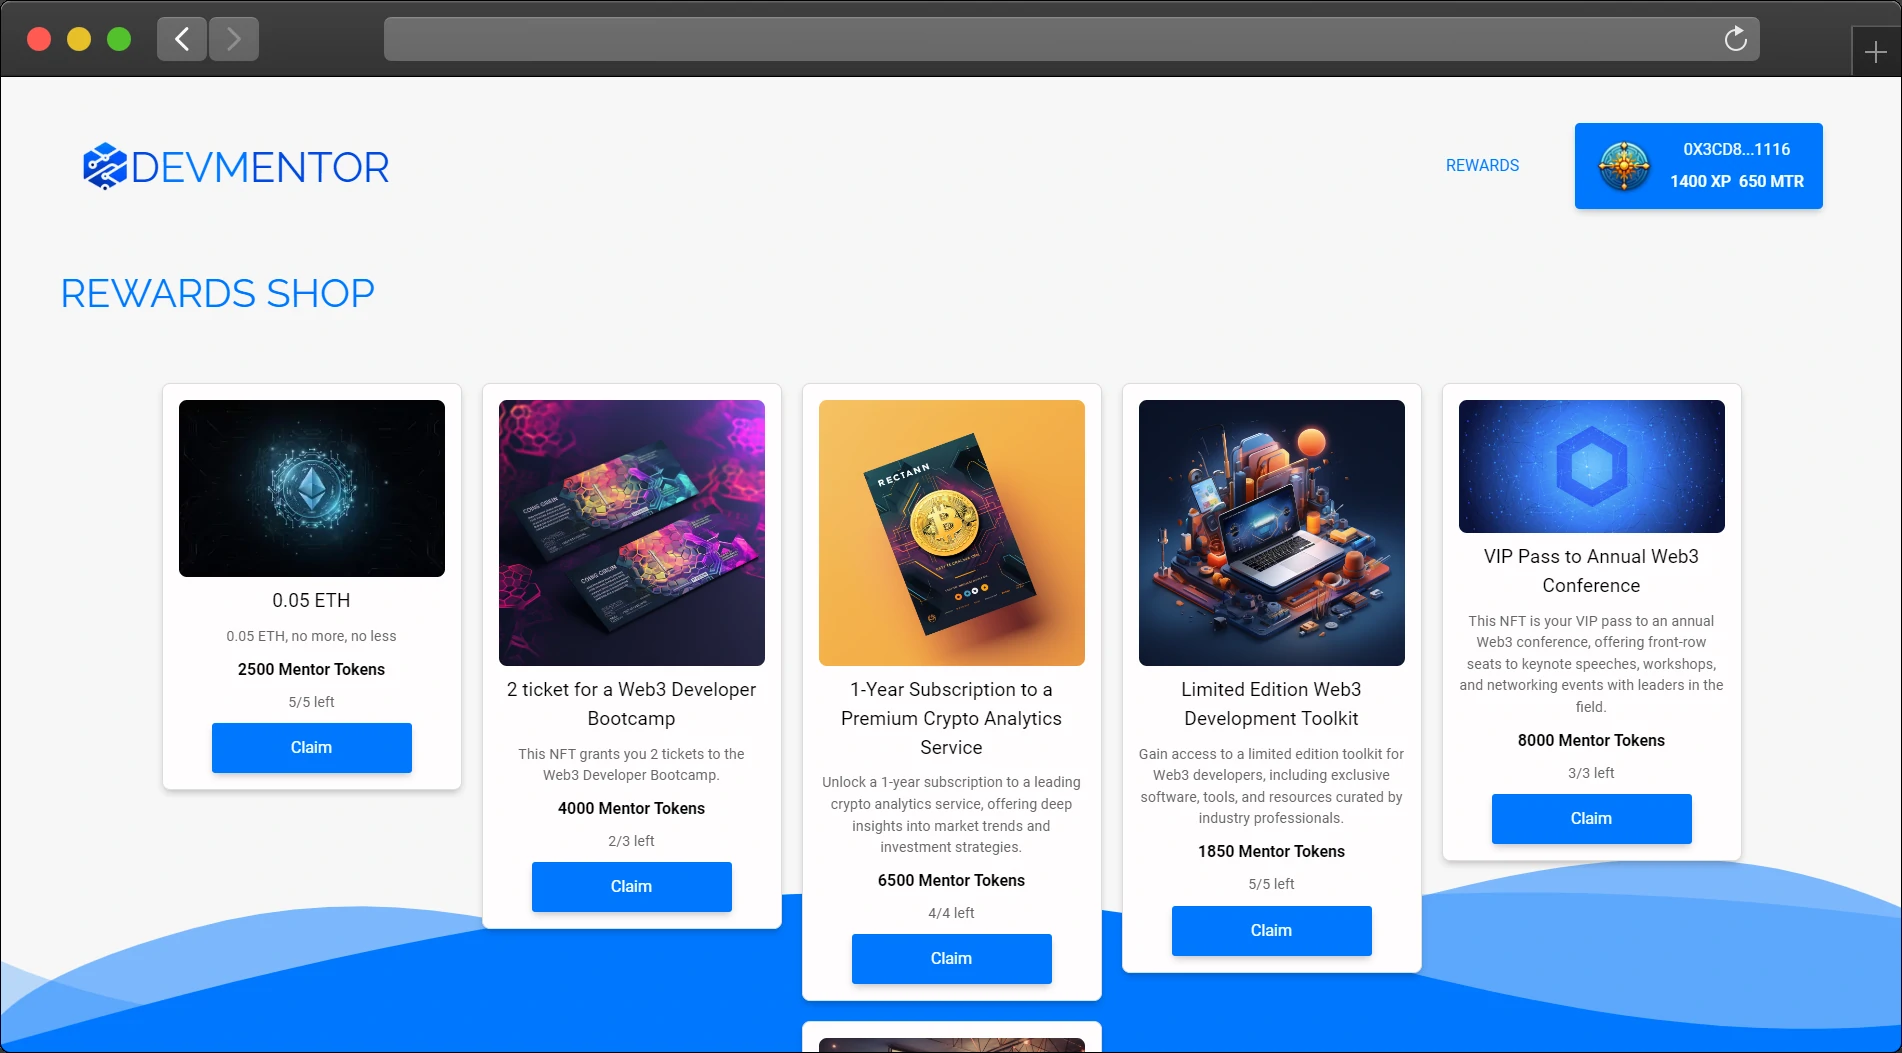 DEVMENTOR
REWARDS
0X3CD8...1116
1400 XP 650 MTR
REWARDS SHOP
0.05 ETH
0.05 ETH, no more, no less
2500 Mentor Tokens
5/5 left
Claim
2 ticket for a Web3 Developer
Bootcamp
This NFT grants you 2 tickets to the
Web3 Developer Bootcamp.
4000 Mentor Tokens
2/3 left
Claim
RECTANN
1-Year Subscription to a
Premium Crypto Analytics
Service
Unlock a 1-year subscription to a leading
crypto analytics service, offering deep
insights into market trends and
investment strategies.
6500 Mentor Tokens
4/4 left
Claim
Limited Edition Web3
Development Toolkit
Gain access to a limited edition toolkit for
Web3 developers, including exclusive
software, tools, and resources curated by
industry professionals.
1850 Mentor Tokens
5/5 left
Claim
VIP Pass to Annual Web3
Conference
This NFT is your VIP pass to an annual
Web3 conference, offering front-row
seats to keynote speeches, workshops,
and networking events with leaders in the
field.
8000 Mentor Tokens
3/3 left
Claim